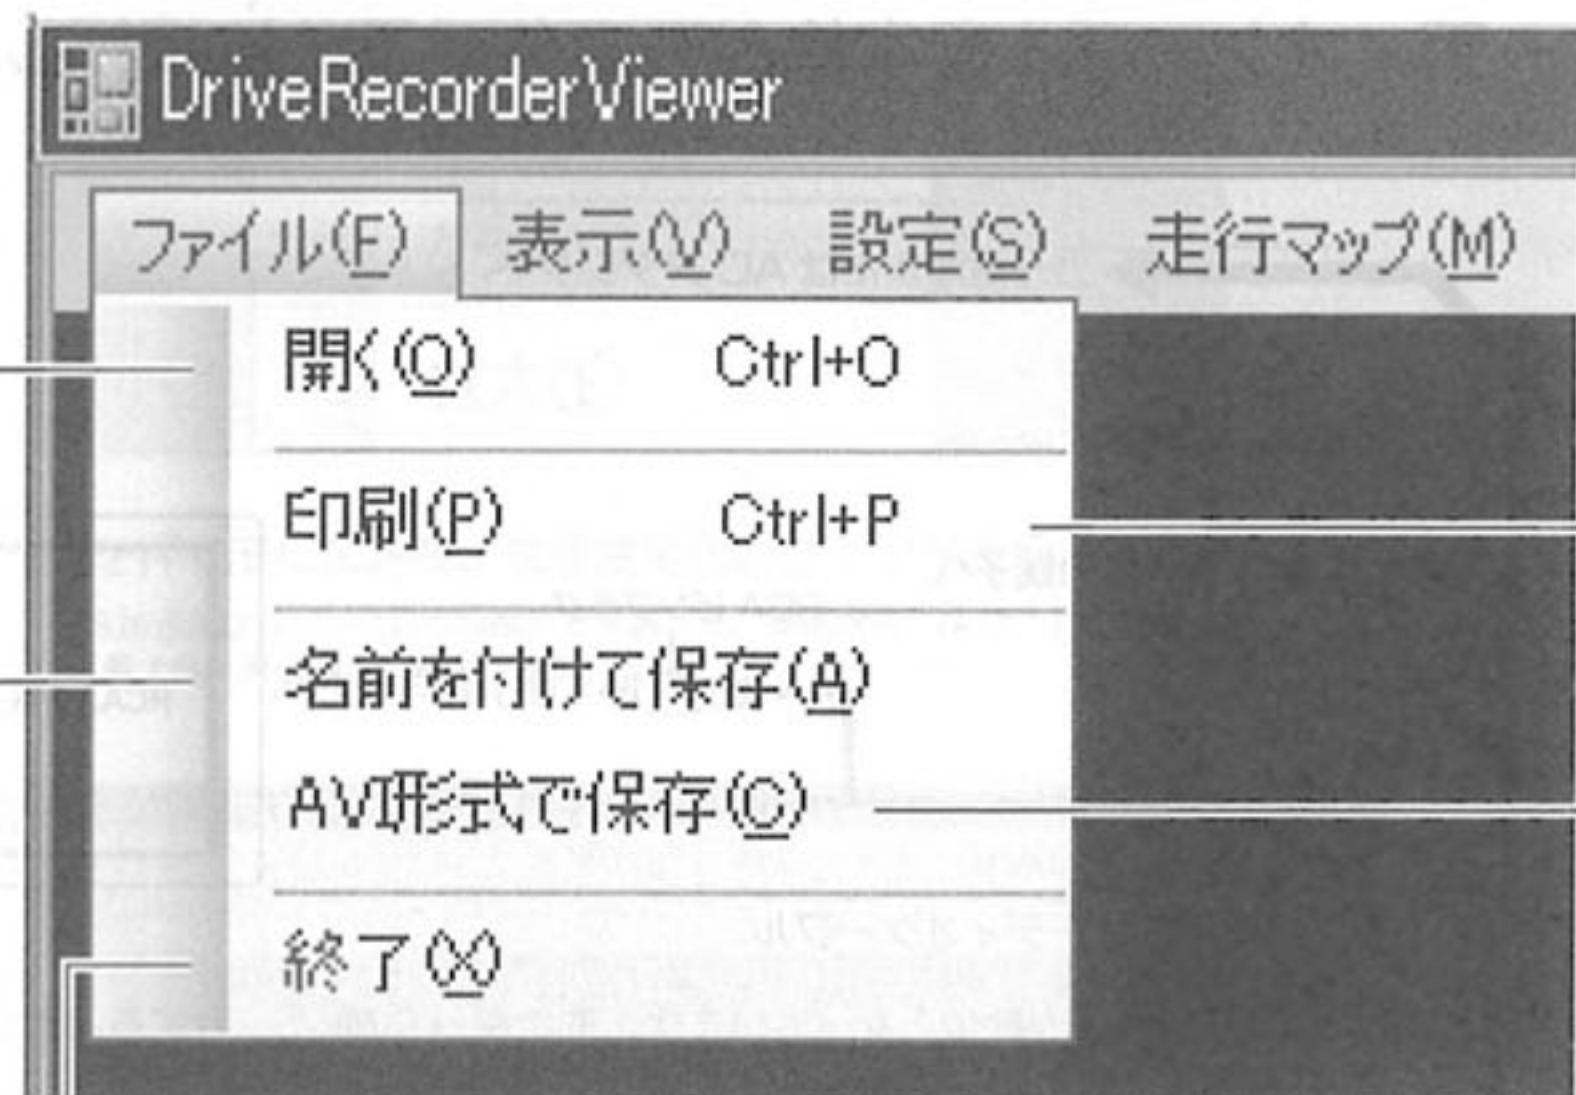 DriveRecorderViewer
ファイル(F) 表示(V) 設定(S) 走行マップ(M)
開く(O) Ctrl+O
印刷(P) Ctrl+P
名前を付けて保存(A)
AVI形式で保存(C)
終了(X)